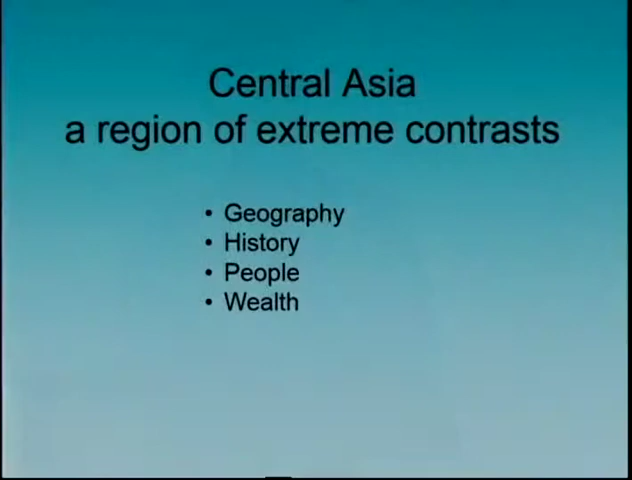 Central Asia
a region of extreme contrasts
• Geography
• History
• People
• Wealth